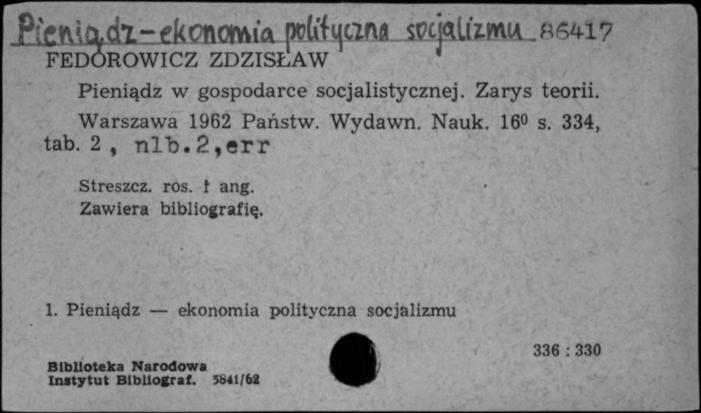 Pieniądz-ekonomia polityczna socjalizmu 86417
FEDOROWICZ ZDZISŁAW
Pieniądz w gospodarce socjalistycznej. Zarys teorii.
Warszawa 1962 Państw. Wydawn. Nauk. 16⁰ s. 334,
tab. 2, nlb.2,err
Streszcz. ros. i ang.
Zawiera bibliografię.
1. Pieniądz — ekonomia polityczna socjalizmu
336 : 330
Biblioteka Narodowa
Instytut Bibliograf. 5841/62